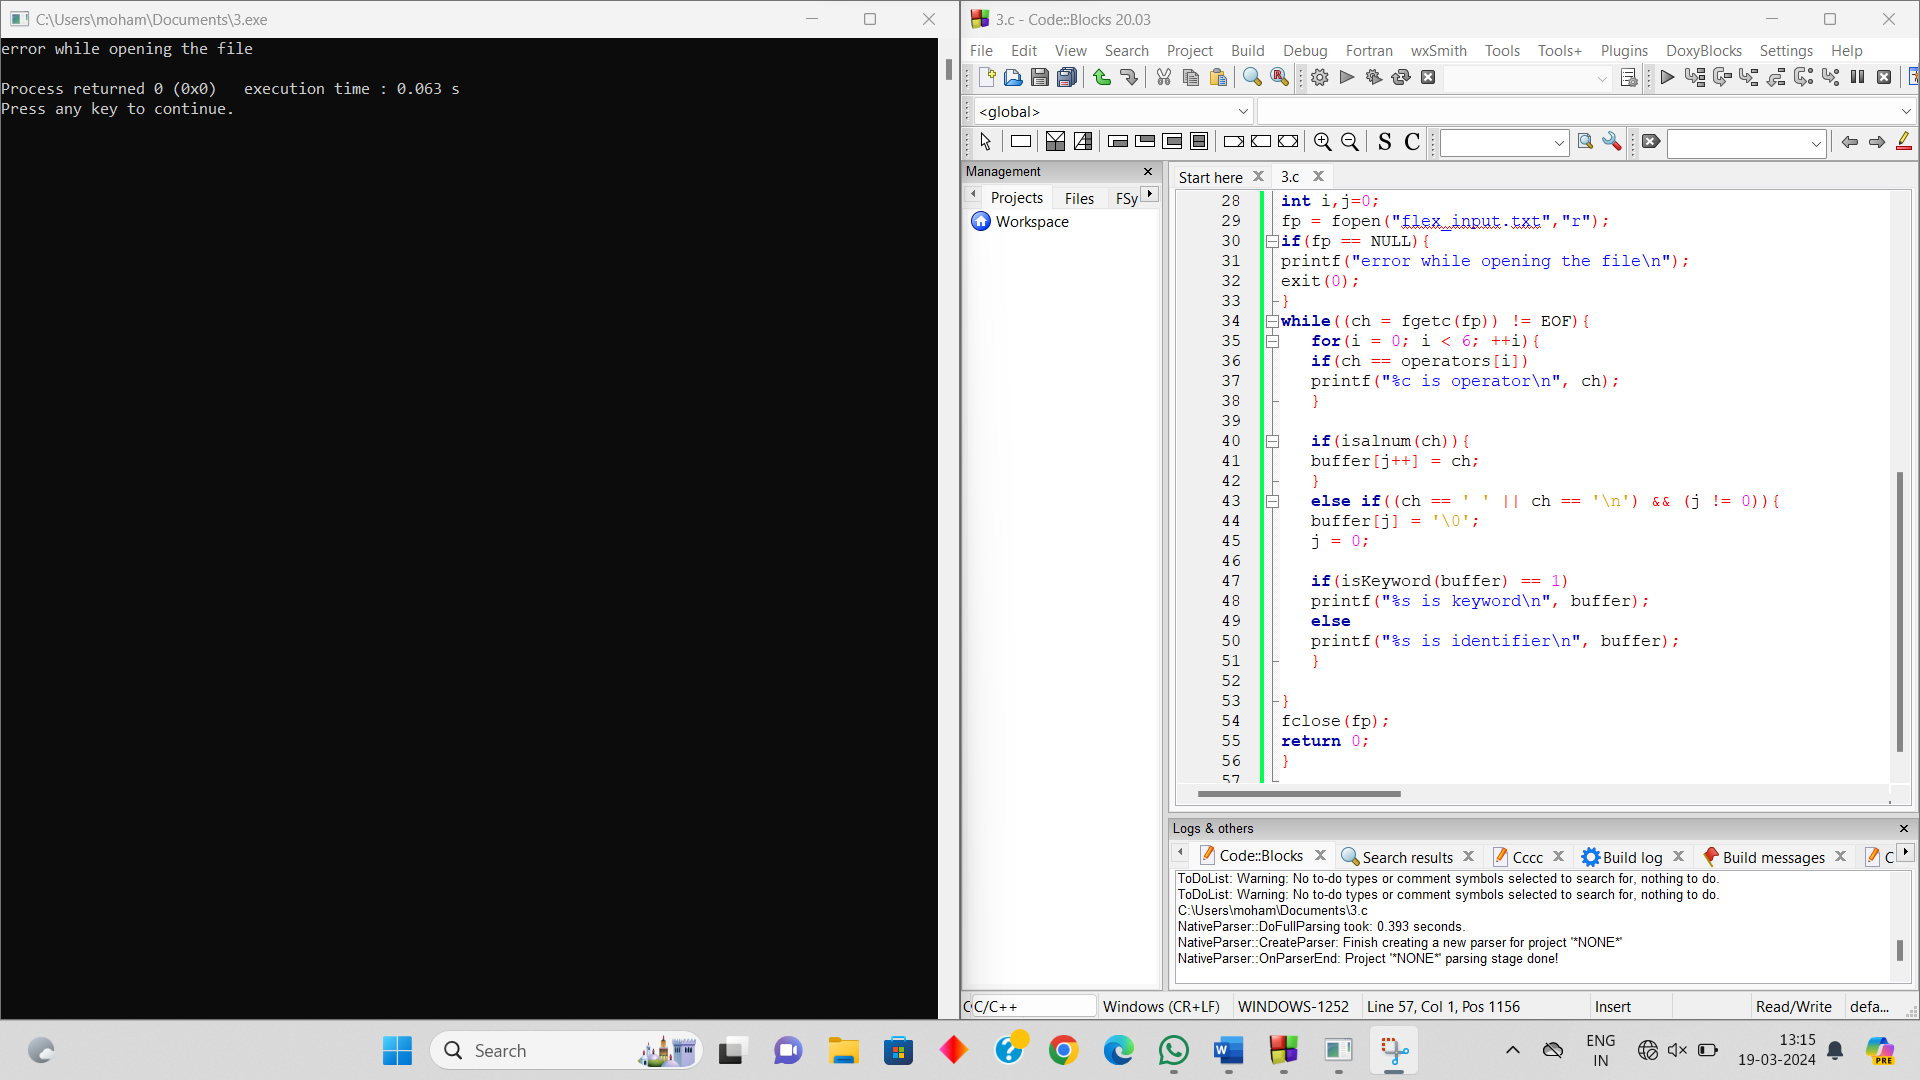 C:\Users\moham\Documents\3.exe
error while opening the file
Process returned 0 (0x0)   execution time : 0.063 s
Press any key to continue.
3.c - Code::Blocks 20.03
File Edit View Search Project Build Debug Fortran wxSmith Tools Tools+ Plugins DoxyBlocks Settings Help
<global>
S C
Management
Projects Files FSy
Workspace
Start here 3.c
28 int i,j=0;
29 fp = fopen("flex_input.txt","r");
30 if(fp == NULL){
31 printf("error while opening the file\n");
32 exit(0);
33 }
34 while((ch = fgetc(fp)) != EOF){
35 for(i = 0; i < 6; ++i){
36 if(ch == operators[i])
37 printf("%c is operator\n", ch);
38 }
39
40 if(isalnum(ch)){
41 buffer[j++] = ch;
42 }
43 else if((ch == ' ' || ch == '\n') && (j != 0)){
44 buffer[j] = '\0';
45 j = 0;
46
47 if(isKeyword(buffer) == 1)
48 printf("%s is keyword\n", buffer);
49 else
50 printf("%s is identifier\n", buffer);
51 }
52
53 }
54 fclose(fp);
55 return 0;
56 }
57
Logs & others
Code::Blocks Search results Cccc Build log Build messages C
ToDoList: Warning: No to-do types or comment symbols selected to search for, nothing to do.
ToDoList: Warning: No to-do types or comment symbols selected to search for, nothing to do.
C:\Users\moham\Documents\3.c
NativeParser::DoFullParsing took: 0.393 seconds.
NativeParser::CreateParser: Finish creating a new parser for project '*NONE*'
NativeParser::OnParserEnd: Project '*NONE*' parsing stage done!
C/C++ Windows (CR+LF) WINDOWS-1252 Line 57, Col 1, Pos 1156 Insert Read/Write defa...
Search
ENG
IN
13:15
19-03-2024
PRE